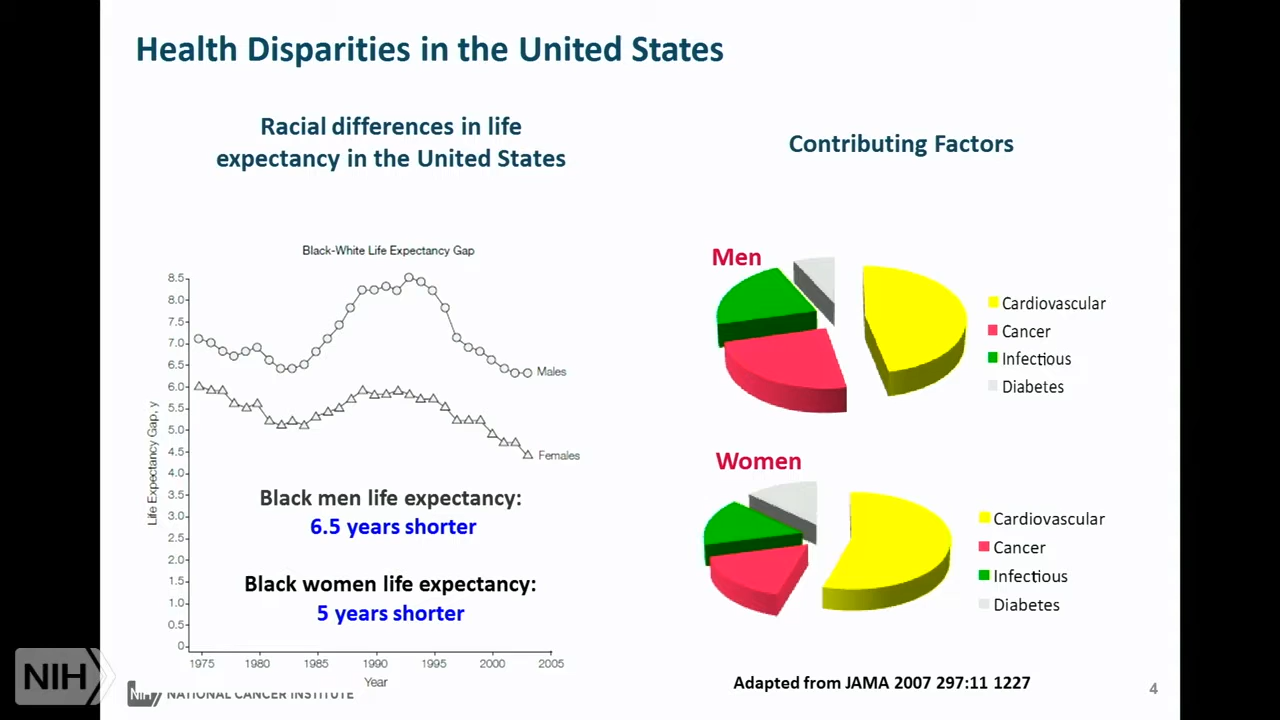 Health Disparities in the United States
Racial differences in life
expectancy in the United States
Black-White Life Expectancy Gap
8.5
8.0
7.5
7.0
6.5
6.0
5.5
5.0
4.5
4.0
3.5
3.0
2.5
2.0
1.5
1.0
0.5
0
Life Expectancy Gap, y
Males
Females
Black men life expectancy:
6.5 years shorter
Black women life expectancy:
5 years shorter
1975 1980 1985 1990 1995 2000 2005
Year
Contributing Factors
Men
Cardiovascular
Cancer
Infectious
Diabetes
Women
Cardiovascular
Cancer
Infectious
Diabetes
Adapted from JAMA 2007 297:11 1227
4
NIH
NIH NATIONAL CANCER INSTITUTE